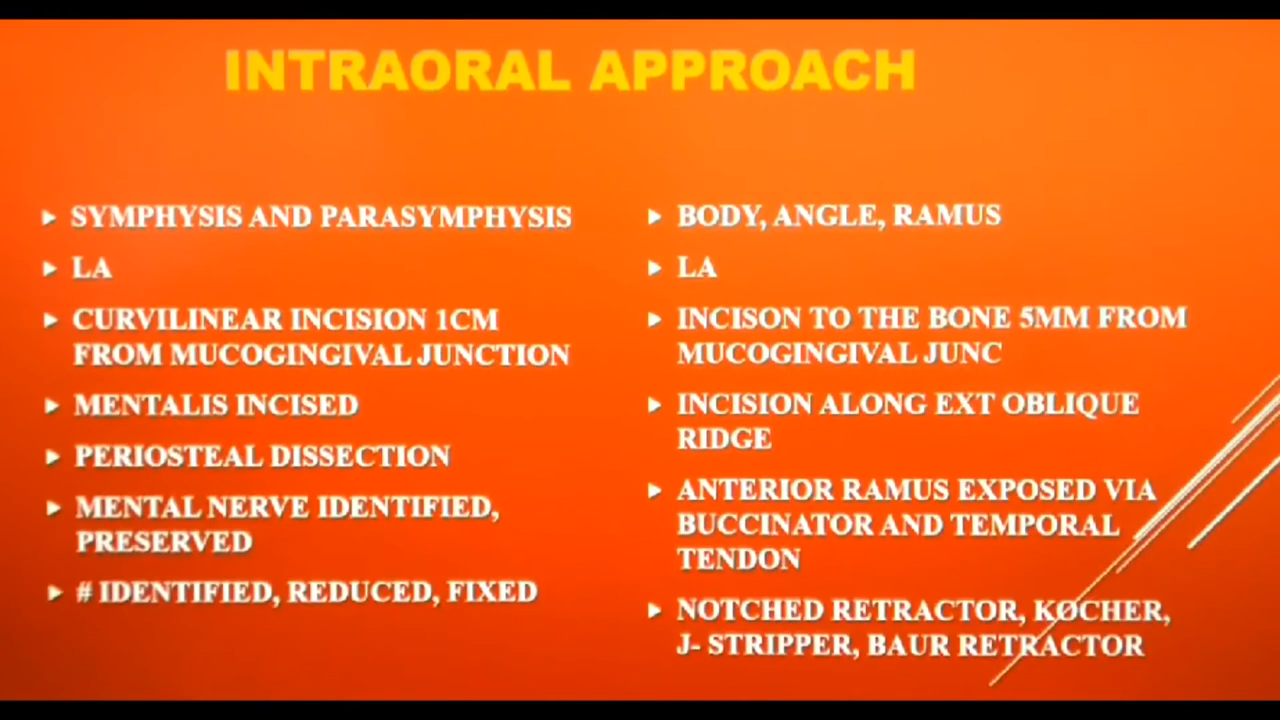 INTRAORAL APPROACH
SYMPHYSIS AND PARASYMPHYSIS
LA
CURVILINEAR INCISION 1CM
FROM MUCOGINGIVAL JUNCTION
MENTALIS INCISED
PERIOSTEAL DISSECTION
MENTAL NERVE IDENTIFIED,
PRESERVED
# IDENTIFIED, REDUCED, FIXED
BODY, ANGLE, RAMUS
LA
INCISON TO THE BONE 5MM FROM
MUCOGINGIVAL JUNC
INCISION ALONG EXT OBLIQUE
RIDGE
ANTERIOR RAMUS EXPOSED VIA
BUCCINATOR AND TEMPORAL
TENDON
NOTCHED RETRACTOR, KOCHER,
J- STRIPPER, BAUR RETRACTOR